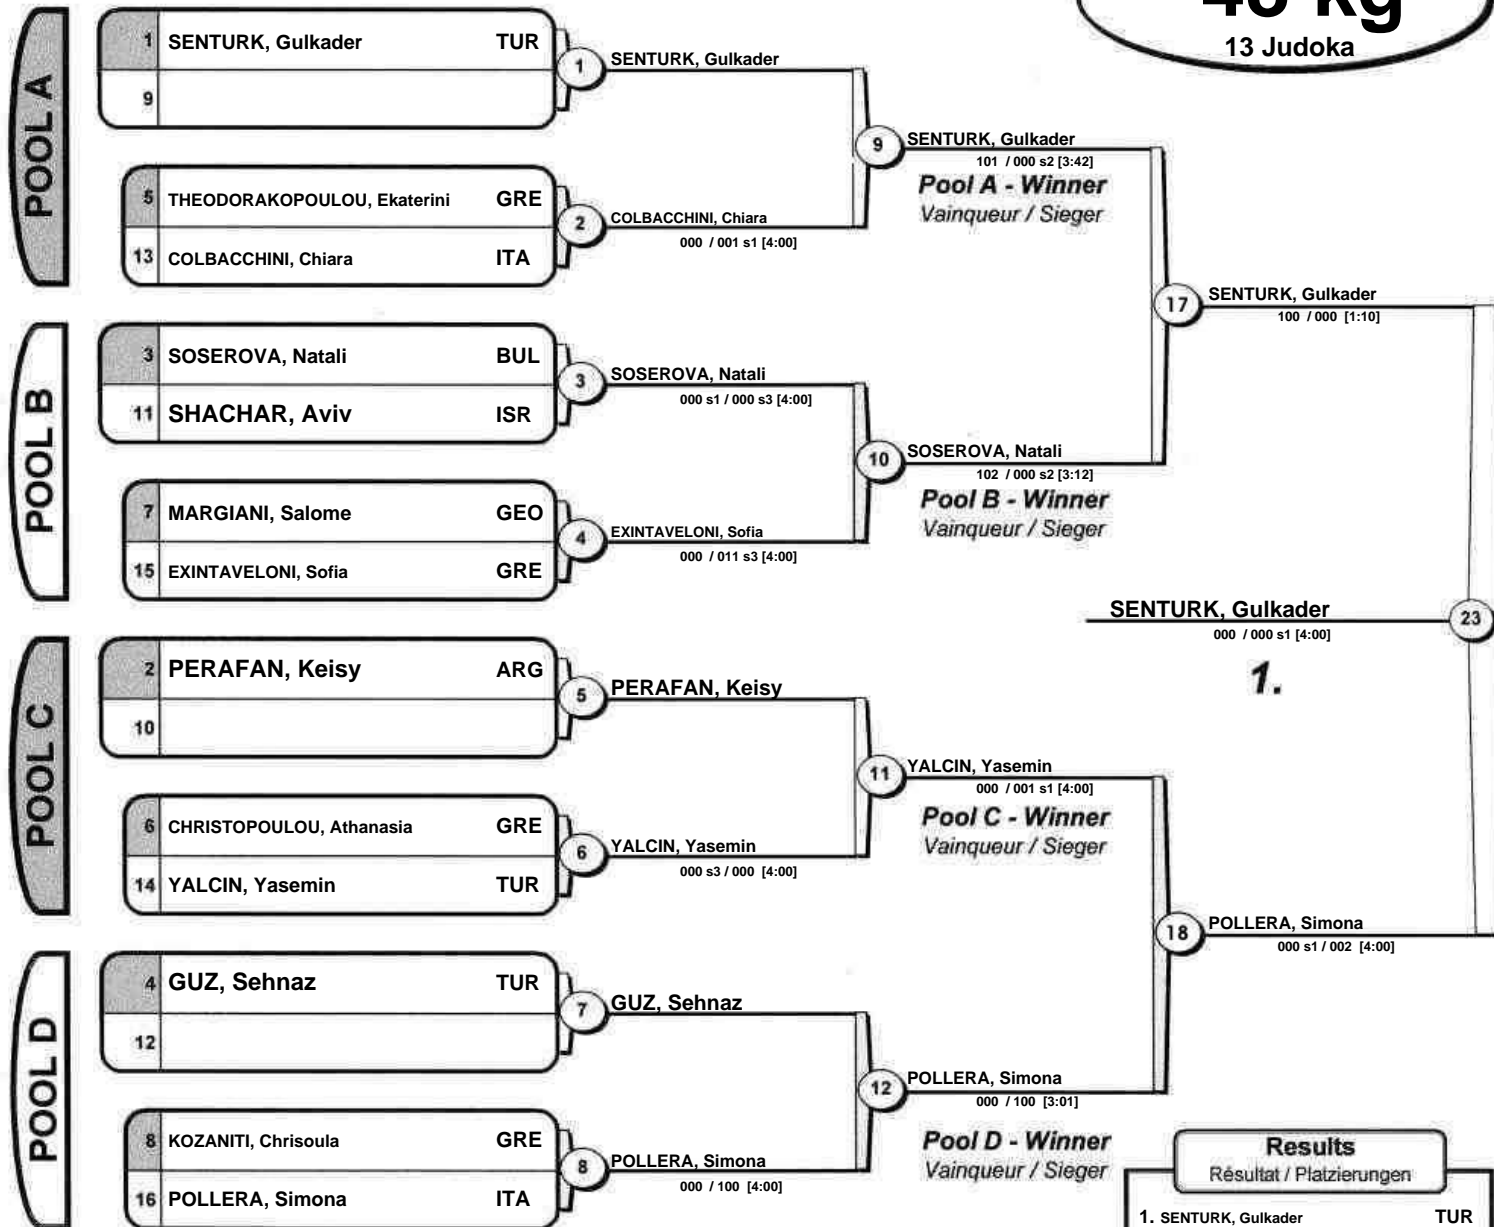 kg
13 Judoka
POOL A
1 SENTURK, Gulkader TUR
9
1
SENTURK, Gulkader
5 THEODORAKOPOULOU, Ekaterini GRE
13 COLBACCHINI, Chiara ITA
2
COLBACCHINI, Chiara
000 / 001 s1 [4:00]
9
SENTURK, Gulkader
101 / 000 s2 [3:42]
Pool A - Winner
Vainqueur / Sieger
POOL B
3 SOSEROVA, Natali BUL
11 SHACHAR, Aviv ISR
3
SOSEROVA, Natali
000 s1 / 000 s3 [4:00]
7 MARGIANI, Salome GEO
15 EXINTAVELONI, Sofia GRE
4
EXINTAVELONI, Sofia
000 / 011 s3 [4:00]
10
SOSEROVA, Natali
102 / 000 s2 [3:12]
Pool B - Winner
Vainqueur / Sieger
17
SENTURK, Gulkader
100 / 000 [1:10]
SENTURK, Gulkader
23
000 / 000 s1 [4:00]
1.
POOL C
2 PERAFAN, Keisy ARG
10
5
PERAFAN, Keisy
6 CHRISTOPOULOU, Athanasia GRE
14 YALCIN, Yasemin TUR
6
YALCIN, Yasemin
000 s3 / 000 [4:00]
11
YALCIN, Yasemin
000 / 001 s1 [4:00]
Pool C - Winner
Vainqueur / Sieger
POOL D
4 GUZ, Sehnaz TUR
12
7
GUZ, Sehnaz
8 KOZANITI, Chrisoula GRE
16 POLLERA, Simona ITA
8
POLLERA, Simona
000 / 100 [4:00]
12
POLLERA, Simona
000 / 100 [3:01]
Pool D - Winner
Vainqueur / Sieger
18
POLLERA, Simona
000 s1 / 002 [4:00]
Results
Résultat / Platzierungen
1. SENTURK, Gulkader TUR